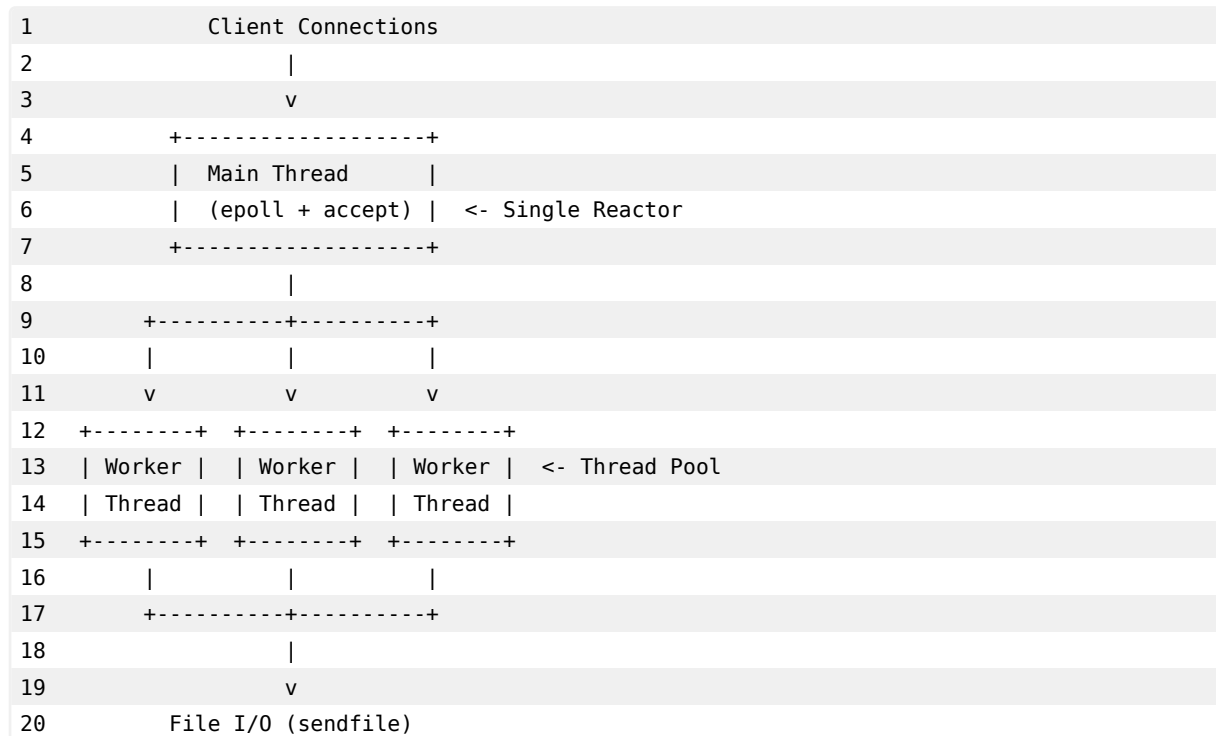 1             Client Connections
2                   |
3                   v
4          +-------------------+
5          |  Main Thread      |
6          |  (epoll + accept) |  <- Single Reactor
7          +-------------------+
8                   |
9        +----------+----------+
10       |          |          |
11       v          v          v
12  +--------+  +--------+  +--------+
13  | Worker |  | Worker |  | Worker |  <- Thread Pool
14  | Thread |  | Thread |  | Thread |
15  +--------+  +--------+  +--------+
16       |          |          |
17       +----------+----------+
18                  |
19                  v
20         File I/O (sendfile)